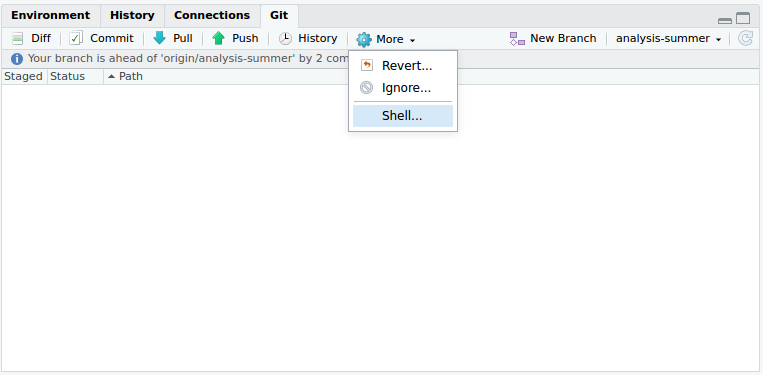 Environment History Connections Git
Diff Commit Pull Push History More New Branch analysis-summer
Your branch is ahead of 'origin/analysis-summer' by 2 com
Revert...
Staged Status Path
Ignore...
Shell...